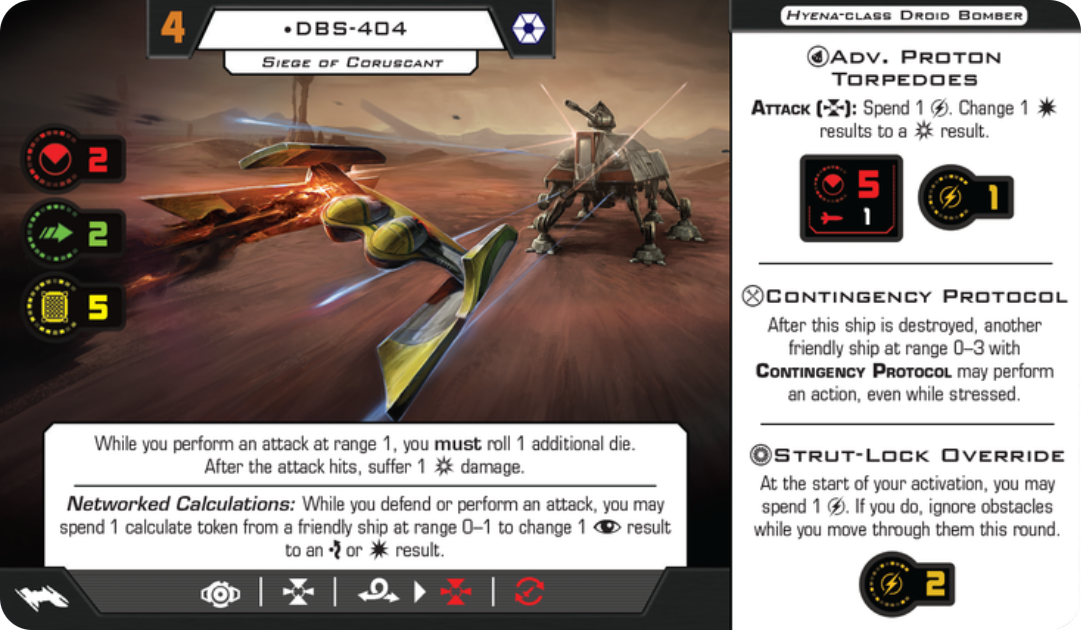 4
•DBS-404
Siege of Coruscant
2
2
5
While you perform an attack at range 1, you must roll 1 additional die.
After the attack hits, suffer 1 damage.
Networked Calculations: While you defend or perform an attack, you may
spend 1 calculate token from a friendly ship at range 0–1 to change 1 result
to an or result.
Hyena-class Droid Bomber
Adv. Proton
Torpedoes
Attack ( ): Spend 1 . Change 1
results to a result.
5
1
1
Contingency Protocol
After this ship is destroyed, another
friendly ship at range 0–3 with
Contingency Protocol may perform
an action, even while stressed.
Strut-Lock Override
At the start of your activation, you may
spend 1 . If you do, ignore obstacles
while you move through them this round.
2